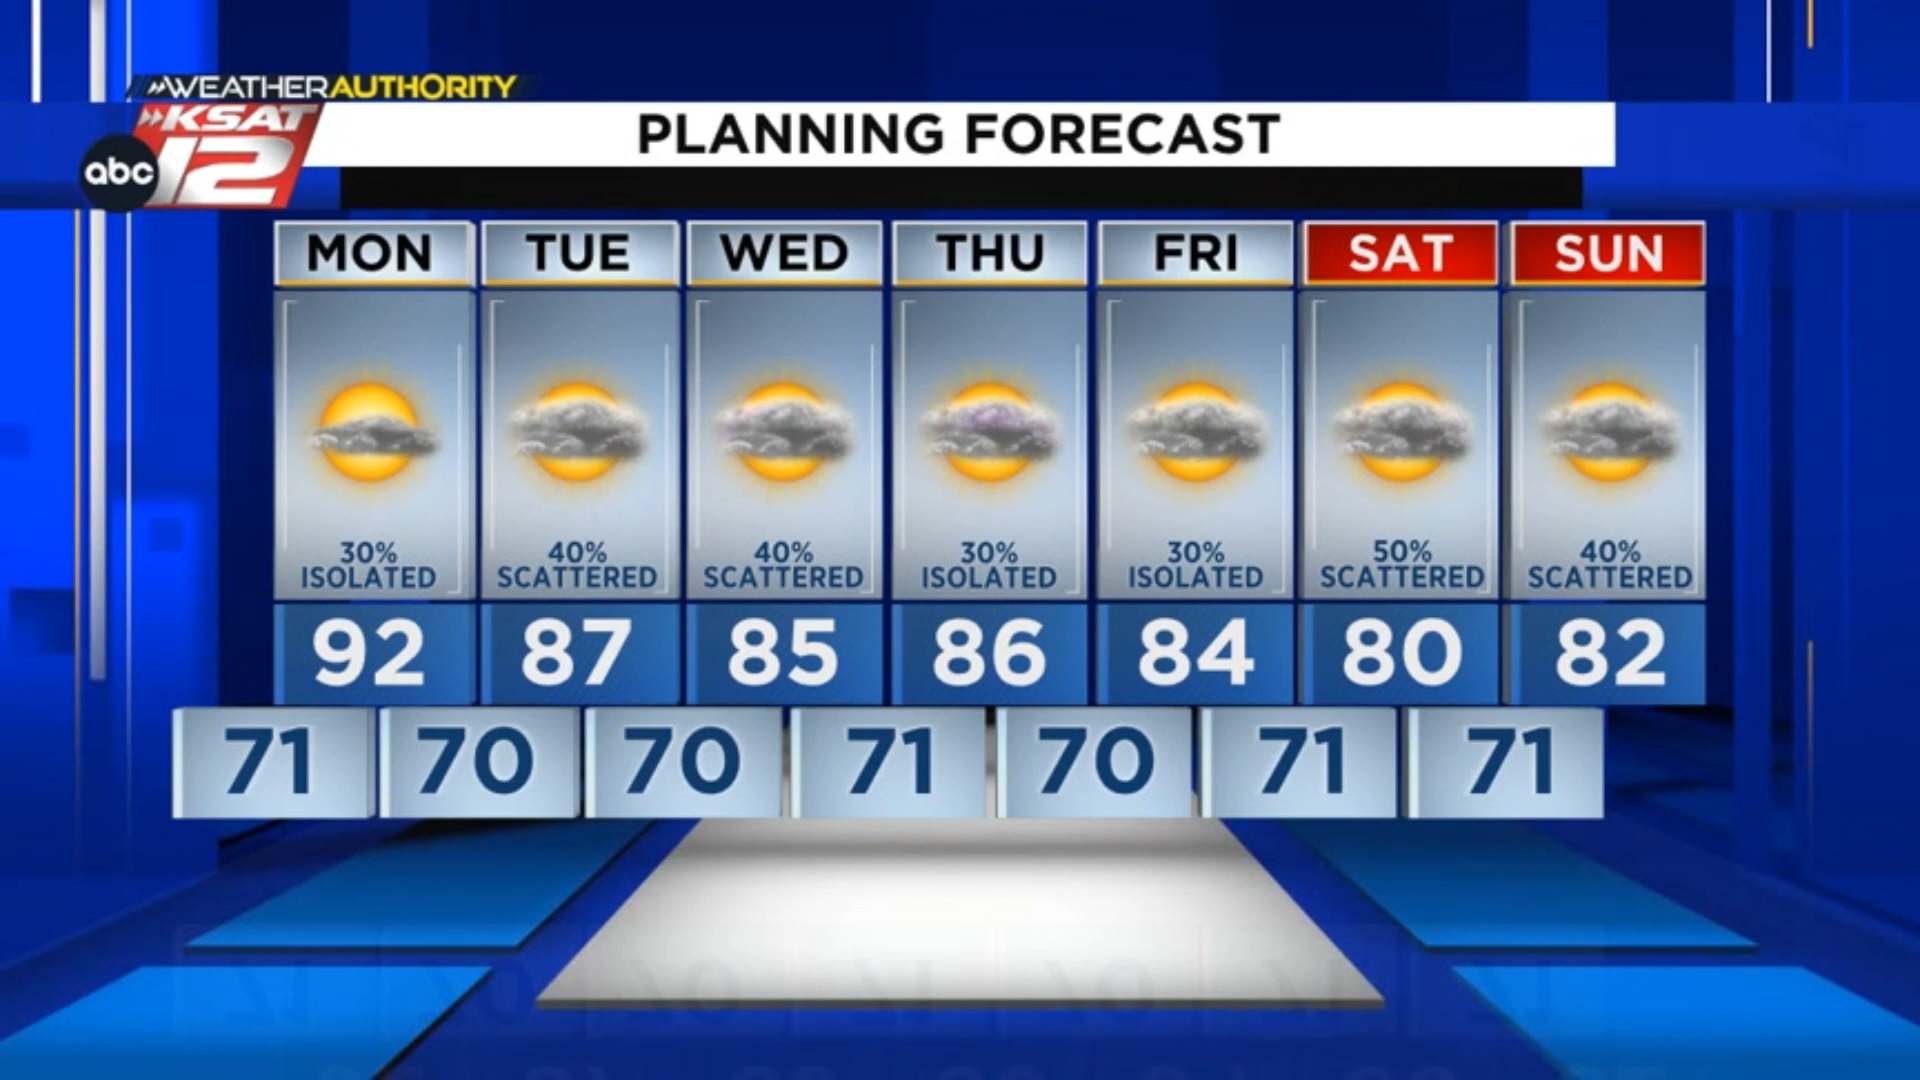 WEATHERAUTHORITY
KSAT
abc
12
PLANNING FORECAST
MON TUE WED THU FRI SAT SUN
30% 40% 40% 30% 30% 50% 40%
ISOLATED SCATTERED SCATTERED ISOLATED ISOLATED SCATTERED SCATTERED
92 87 85 86 84 80 82
71 70 70 71 70 71 71